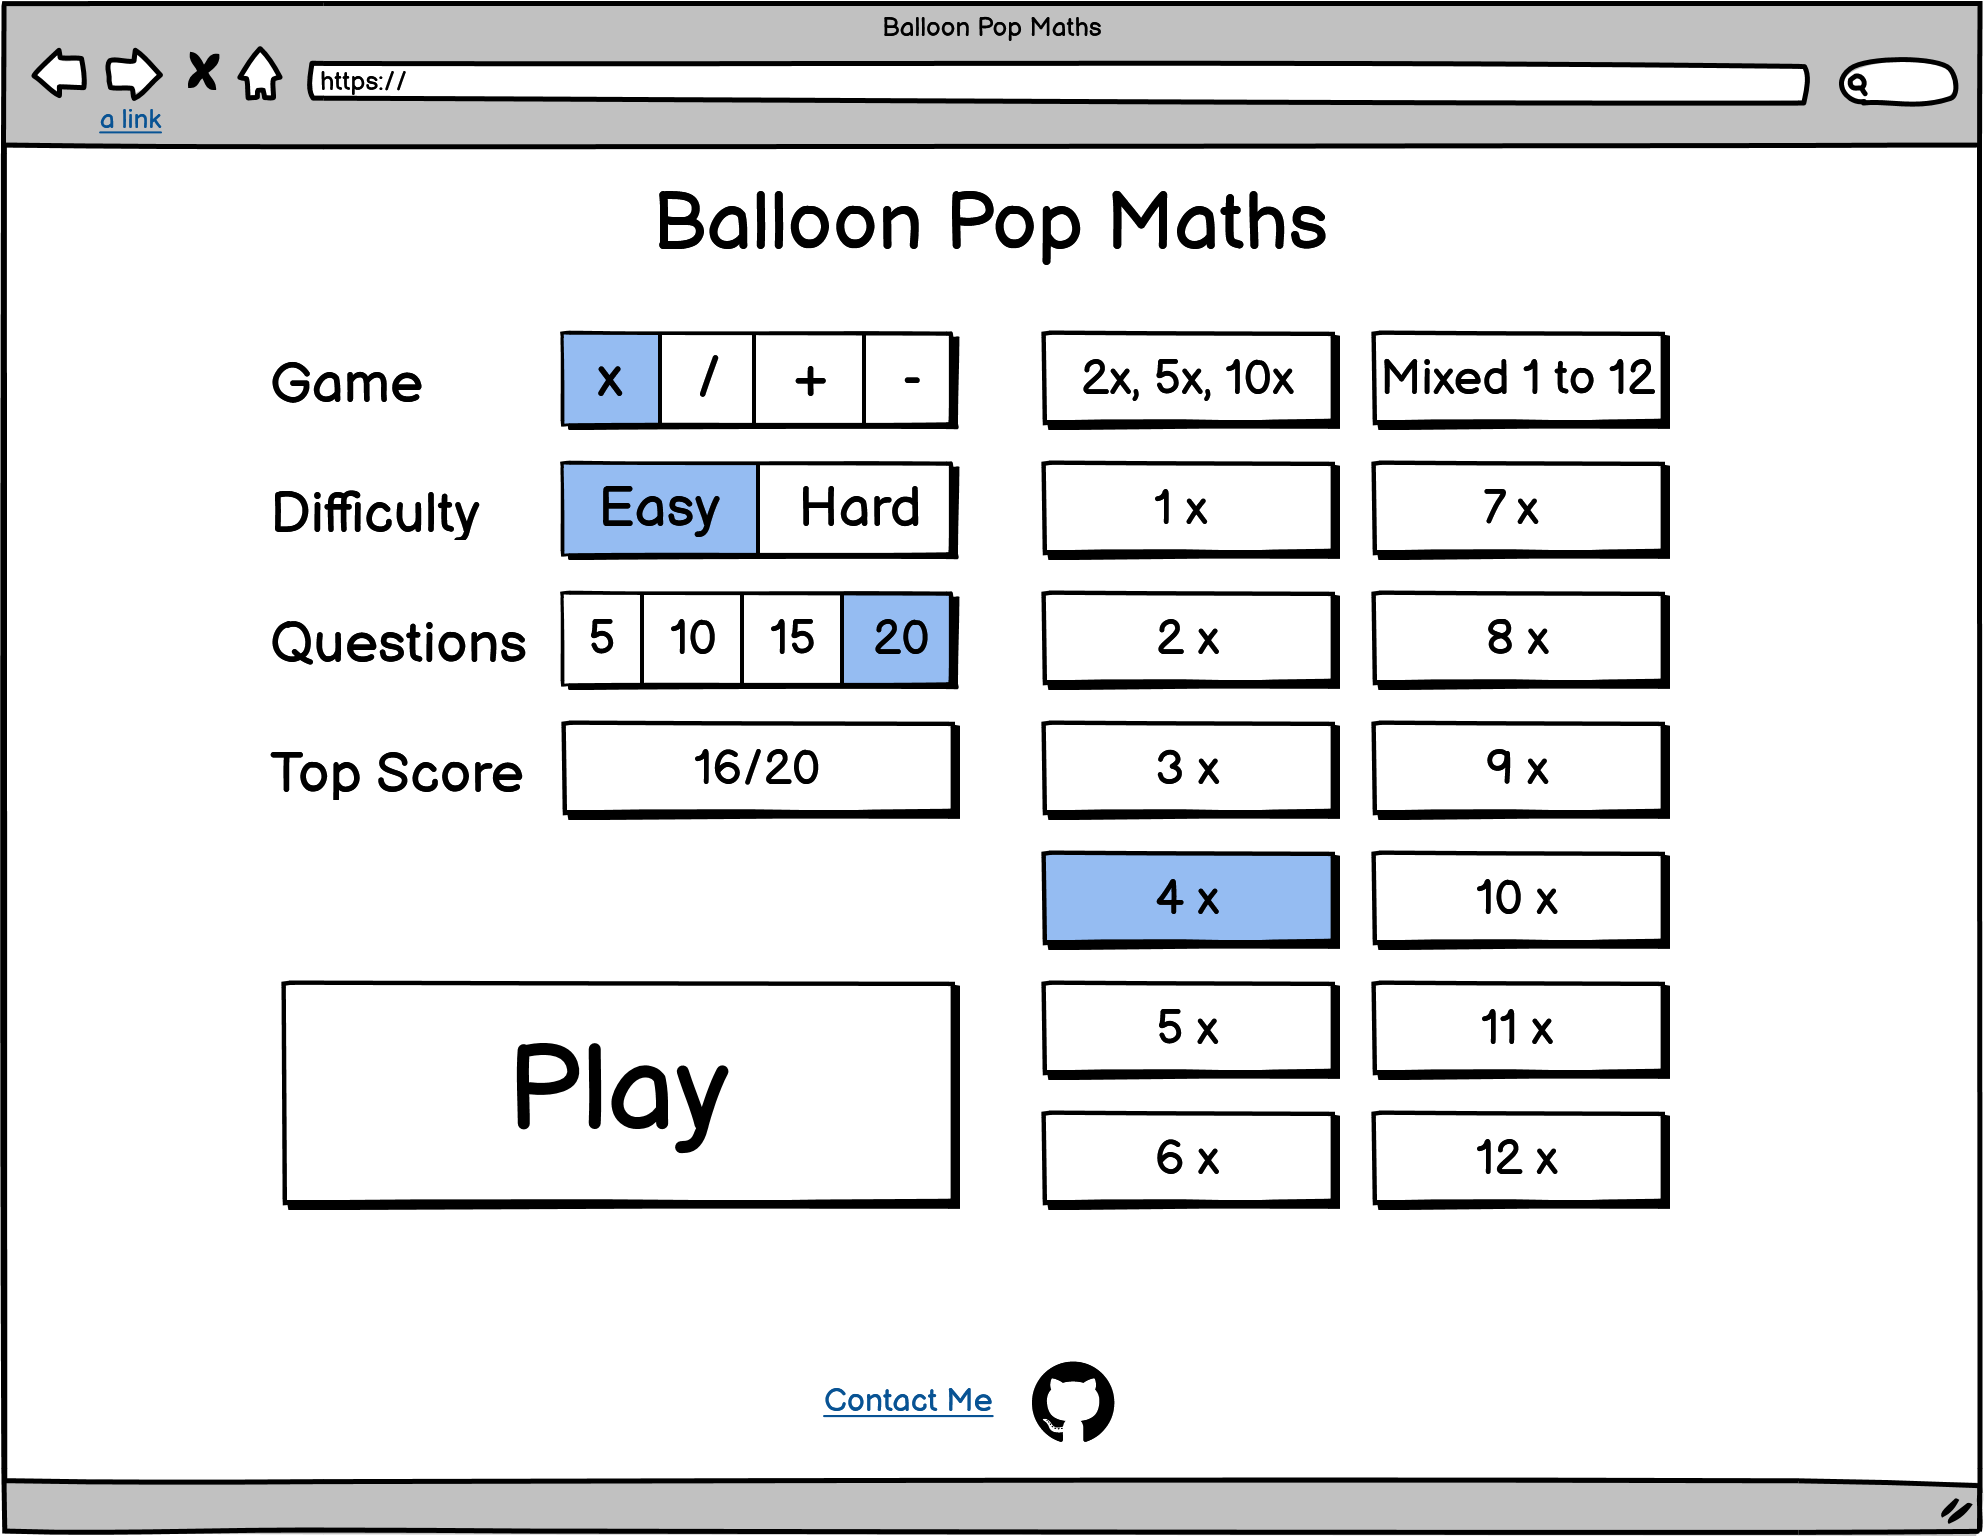 Balloon Pop Maths
https://
a link
Balloon Pop Maths
Game
x / + -
Difficulty
Easy Hard
Questions
5 10 15 20
Top Score
16/20
Play
2x, 5x, 10x
Mixed 1 to 12
1 x
7 x
2 x
8 x
3 x
9 x
4 x
10 x
5 x
11 x
6 x
12 x
Contact Me